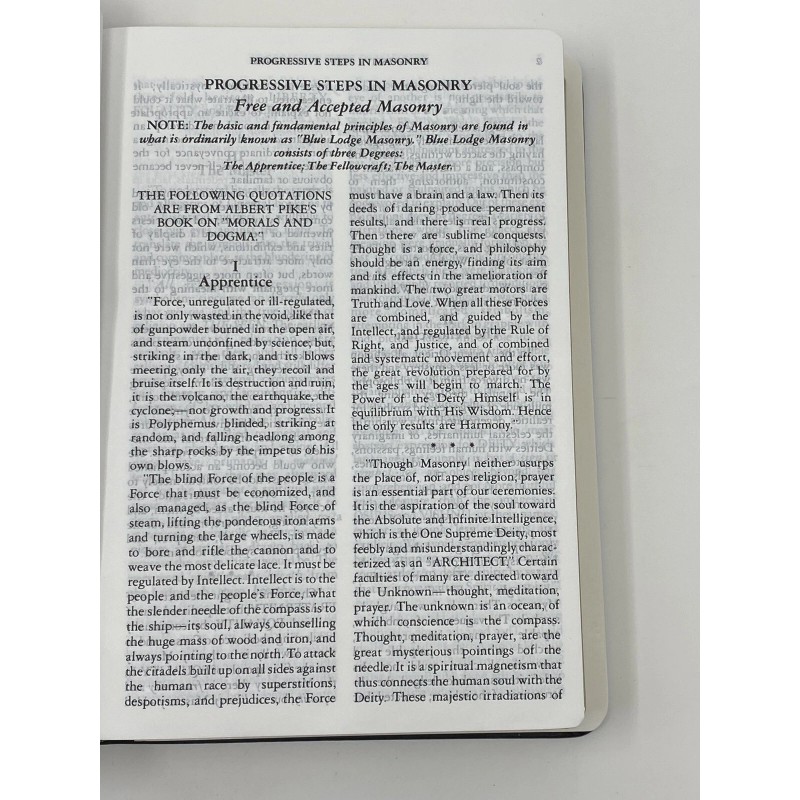 PROGRESSIVE STEPS IN MASONRY
PROGRESSIVE STEPS IN MASONRY
Free and Accepted Masonry
NOTE: The basic and fundamental principles of Masonry are found in
what is ordinarily known as "Blue Lodge Masonry." Blue Lodge Masonry
consists of three Degrees:
The Apprentice; The Fellowcraft; The Master.
THE FOLLOWING QUOTATIONS
ARE FROM ALBERT PIKE'S
BOOK ON "MORALS AND
DOGMA."
I
Apprentice
"Force, unregulated or ill-regulated,
is not only wasted in the void, like that
of gunpowder burned in the open air,
and steam unconfined by science; but,
striking in the dark, and its blows
meeting only the air, they recoil and
bruise itself. It is destruction and ruin,
it is the volcano, the earthquake, the
cyclone;—not growth and progress. It
is Polyphemus blinded, striking at
random, and falling headlong among
the sharp rocks by the impetus of his
own blows.
"The blind Force of the people is a
Force that must be economized, and
also managed, as the blind Force of
steam, lifting the ponderous iron arms
and turning the large wheels, is made
to bore and rifle the cannon and to
weave the most delicate lace. It must be
regulated by Intellect. Intellect is to the
people and the people's Force, what
the slender needle of the compass is to
the ship—its soul, always counselling
the huge mass of wood and iron, and
always pointing to the north. To attack
the citadels built up on all sides against
the human race by superstitions,
despotisms, and prejudices, the Force
must have a brain and a law. Then its
deeds of daring produce permanent
results, and there is real progress.
Then there are sublime conquests.
Thought is a force, and philosophy
should be an energy, finding its aim
and its effects in the amelioration of
mankind. The two great motors are
Truth and Love. When all these Forces
are combined, and guided by the
Intellect, and regulated by the Rule of
Right, and Justice, and of combined
and systematic movement and effort,
the great revolution prepared for by
the ages will begin to march. The
Power of the Deity Himself is in
equilibrium with His Wisdom. Hence
the only results are Harmony."
* * *
"Though Masonry neither usurps
the place of, nor apes religion, prayer
is an essential part of our ceremonies.
It is the aspiration of the soul toward
the Absolute and Infinite Intelligence,
which is the One Supreme Deity, most
feebly and misunderstandingly charac-
terized as an "ARCHITECT." Certain
faculties of many are directed toward
the Unknown—thought, meditation,
prayer. The unknown is an ocean, of
which conscience is the compass.
Thought, meditation, prayer, are the
great mysterious pointings of the
needle. It is a spiritual magnetism that
thus connects the human soul with the
Deity. These majestic irradiations of